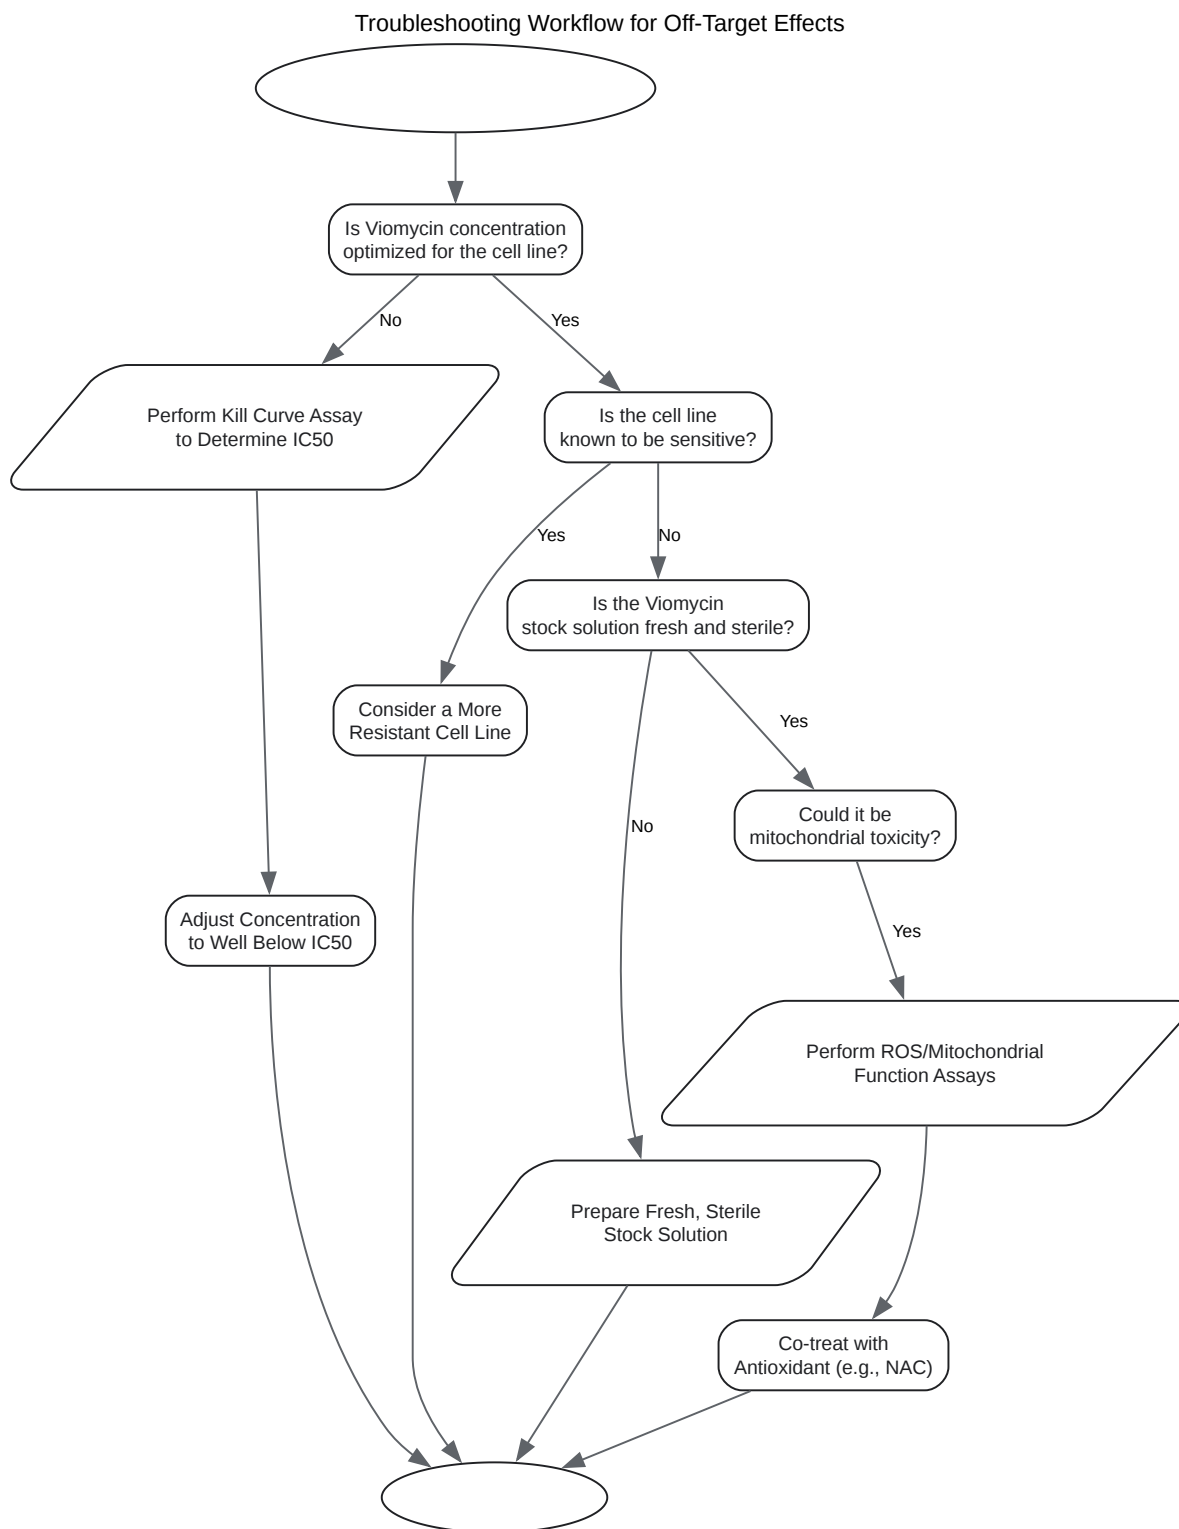 Troubleshooting Workflow for Off-Target Effects
Is Viomycin concentration
optimized for the cell line?
No
Yes
Perform Kill Curve Assay
to Determine IC50
Is the cell line
known to be sensitive?
Yes
No
Is the Viomycin
stock solution fresh and sterile?
Consider a More
Resistant Cell Line
Yes
No
Could it be
mitochondrial toxicity?
Adjust Concentration
to Well Below IC50
Yes
Perform ROS/Mitochondrial
Function Assays
Prepare Fresh, Sterile
Stock Solution
Co-treat with
Antioxidant (e.g., NAC)